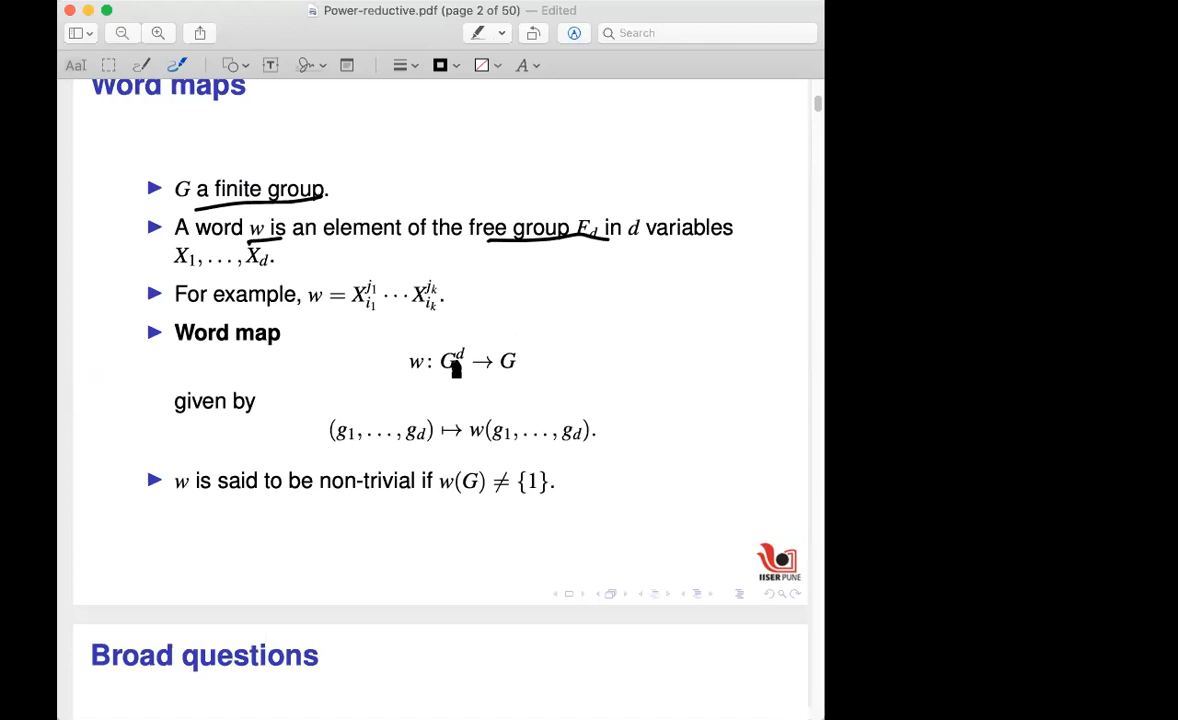 Power-reductive.pdf (page 2 of 50) — Edited
Search
AaI
T
A
Word maps
► G a finite group.
► A word w is an element of the free group F_d in d variables
X_1, . . . , X_d.
► For example, w = X_{i_1}^{j_1} · · · X_{i_k}^{j_k}.
► Word map
w : G^d → G
given by
(g_1, . . . , g_d) ↦ w(g_1, . . . , g_d).
► w is said to be non-trivial if w(G) ≠ {1}.
IISER PUNE
Broad questions